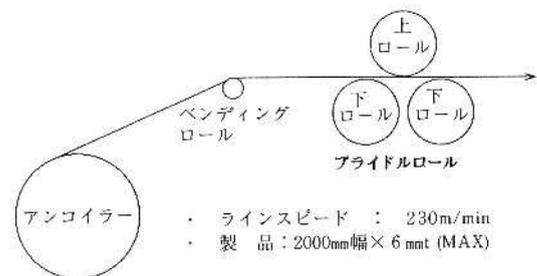 上
ロール
下
ロール
下
ロール
ベンディング
ロール
ブライドルロール
アンコイラー
・ ラインスピード : 230m/min
・ 製 品:2000mm幅×6mmt (MAX)